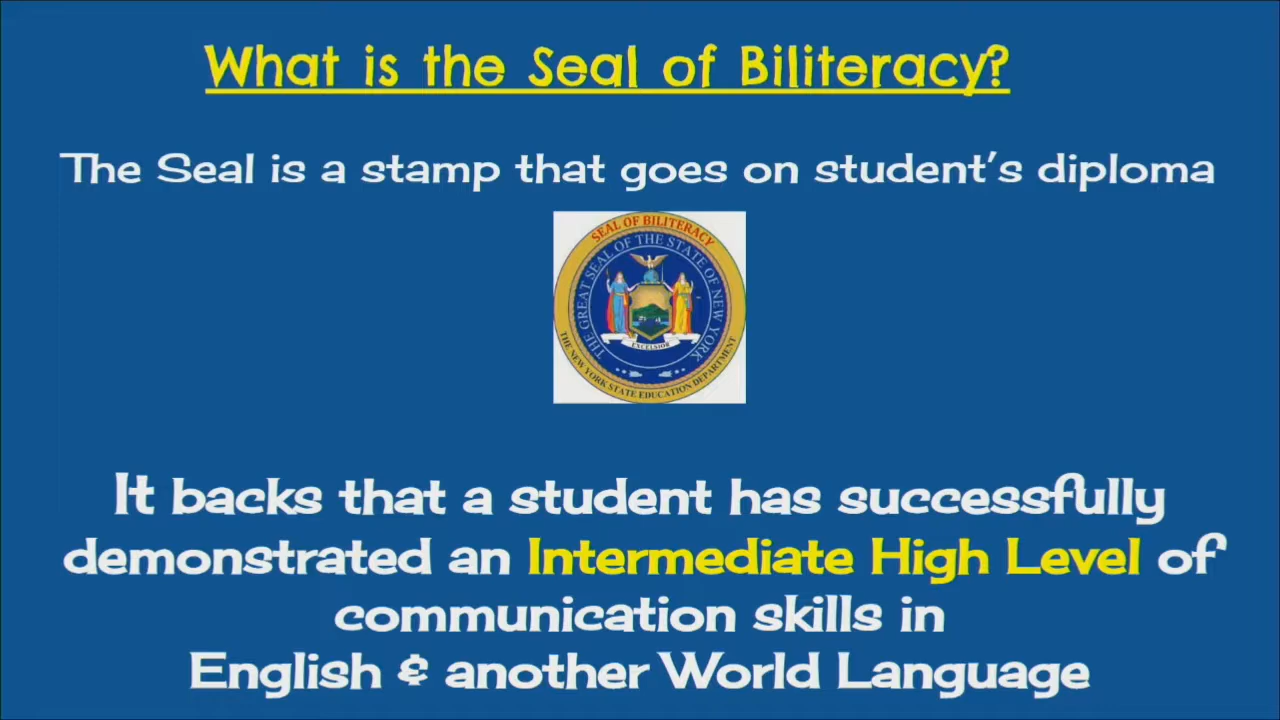 What is the Seal of Biliteracy?
The Seal is a stamp that goes on student's diploma
SEAL OF BILITERACY
THE GREAT SEAL OF THE STATE OF NEW YORK
EXCELSIOR
THE NEW YORK STATE EDUCATION DEPARTMENT
It backs that a student has successfully
demonstrated an Intermediate High Level of
communication skills in
English & another World Language